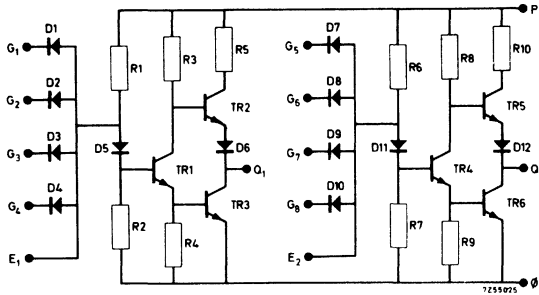 P
D1 D7
G1 R1 R3 R5 G5 R6 R8 R10
D2 D8
G2 TR2 G6 TR5
D3 D9
G3 D5 D6 G7 D11 D12
TR1 Q1 TR4 Q
D4 D10
G4 TR3 G8 TR6
R2 R4 R7 R9
E1 E2
Ø
7Z55025